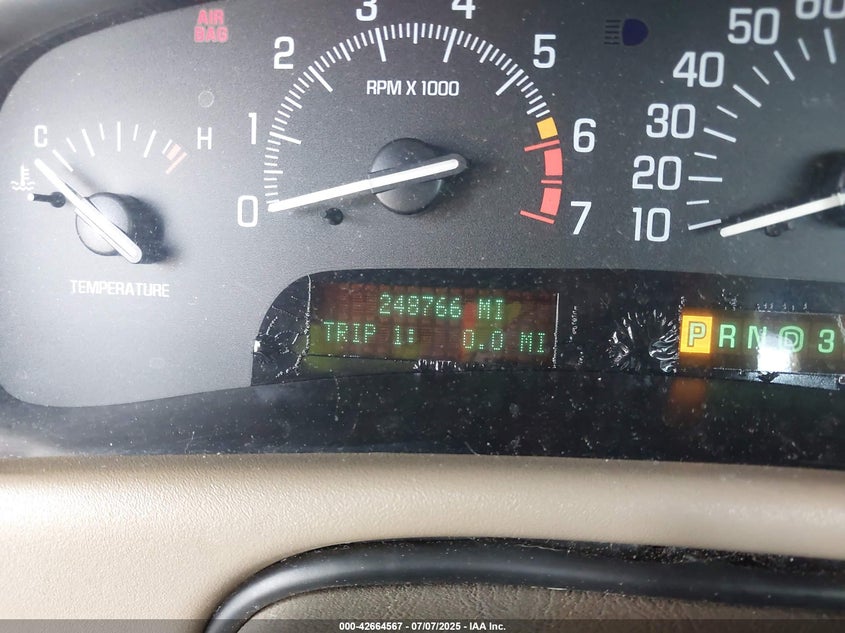 AIR
BAG
0
1
2
3
4
5
6
7
RPM X 1000
10
20
30
40
50
60
C
H
TEMPERATURE
248766 MI
TRIP 1: 0.0 MI
P R N D 3
000-42664567 - 07/07/2025 - IAA Inc.